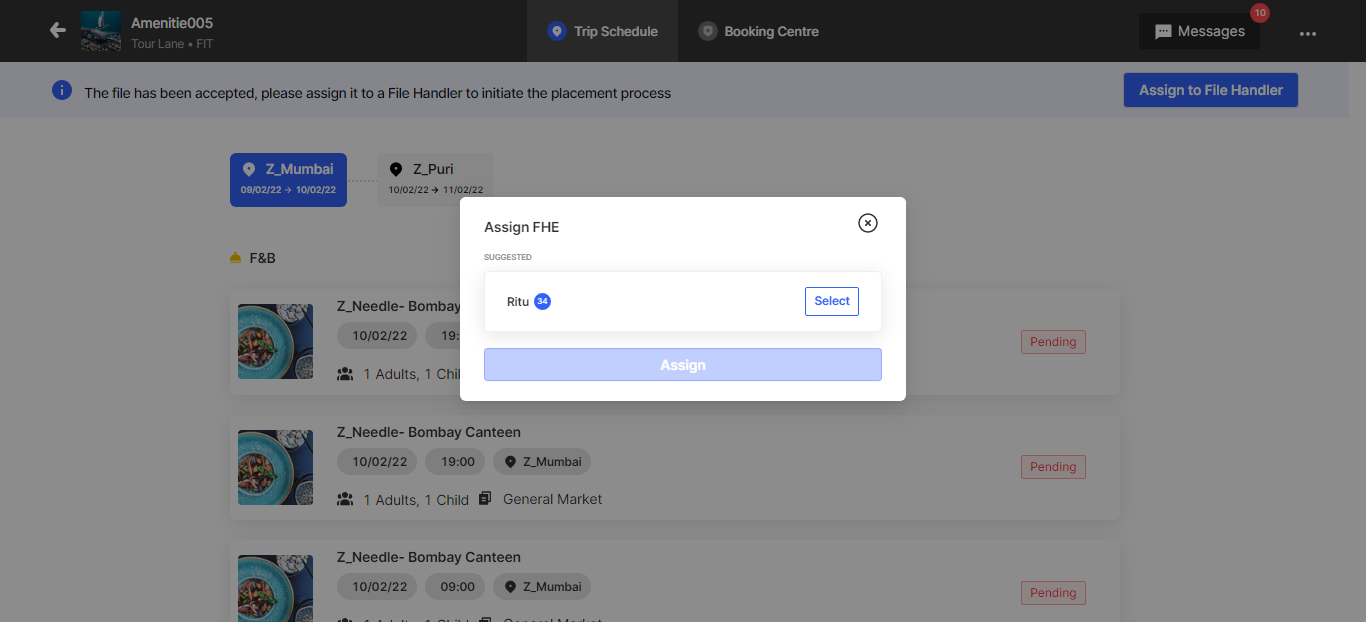 Amenitie005
Tour Lane • FIT
Trip Schedule
Booking Centre
Messages
10
The file has been accepted, please assign it to a File Handler to initiate the placement process
Assign to File Handler
Z_Mumbai
09/02/22 → 10/02/22
Z_Puri
10/02/22 → 11/02/22
Assign FHE
SUGGESTED
Ritu 34
Select
Assign
F&B
Z_Needle- Bombay
10/02/22
19:
Pending
1 Adults, 1 Chil
Z_Needle- Bombay Canteen
10/02/22
19:00
Z_Mumbai
Pending
1 Adults, 1 Child
General Market
Z_Needle- Bombay Canteen
10/02/22
09:00
Z_Mumbai
Pending